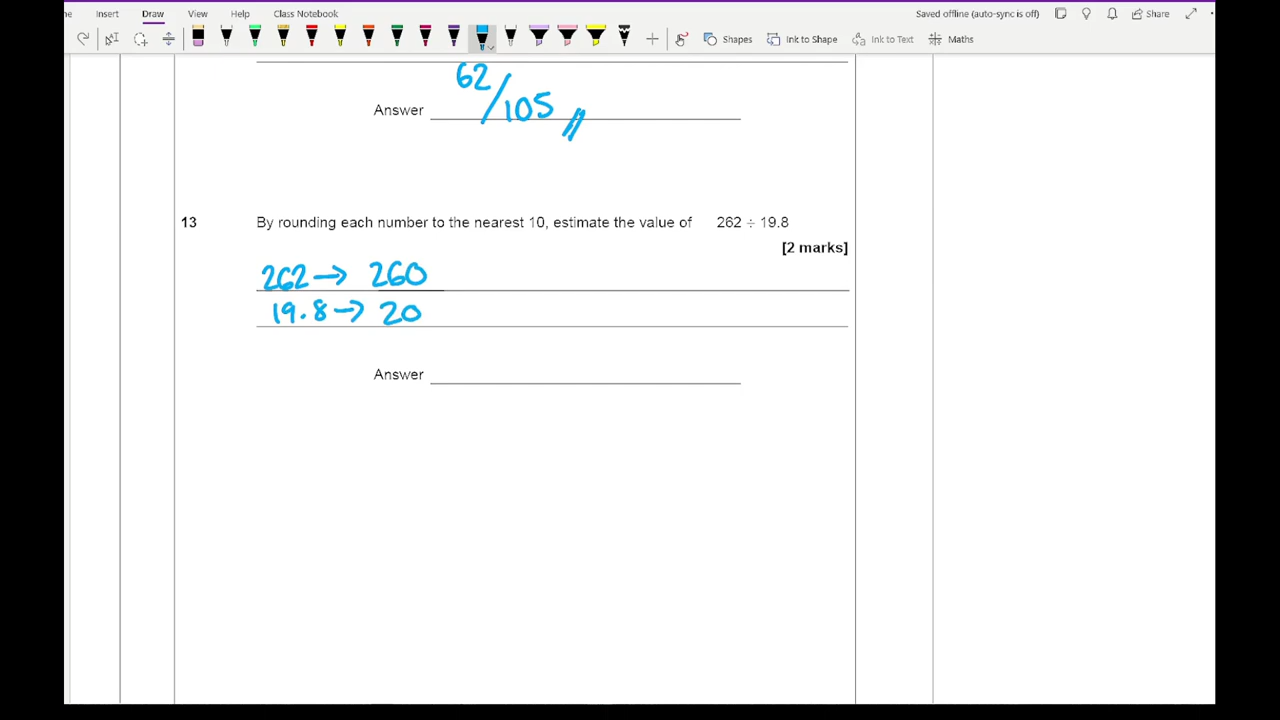 me Insert Draw View Help Class Notebook Saved offline (auto-sync is off) Share
Shapes Ink to Shape Ink to Text Maths
62/105
Answer
13 By rounding each number to the nearest 10, estimate the value of 262 ÷ 19.8
[2 marks]
262 → 260
19.8 → 20
Answer